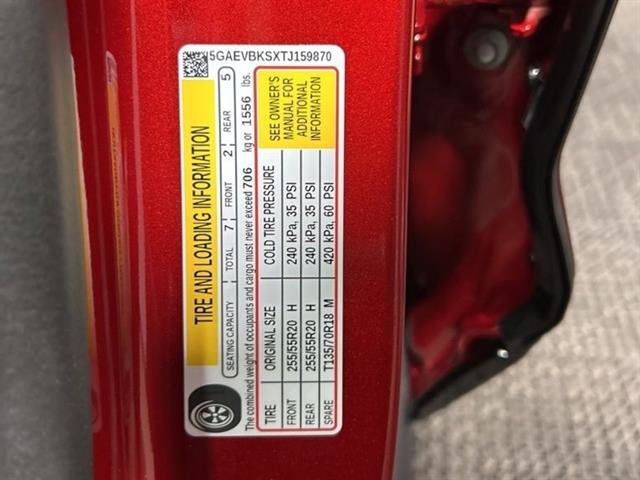 5GAEVBKSXTJ159870
TIRE AND LOADING INFORMATION
SEATING CAPACITY TOTAL 7 FRONT 2 REAR 5
The combined weight of occupants and cargo must never exceed 706 kg or 1556 lbs.
TIRE ORIGINAL SIZE COLD TIRE PRESSURE
FRONT 255/55R20 H 240 kPa, 35 PSI
REAR 255/55R20 H 240 kPa, 35 PSI
SPARE T135/70R18 M 420 kPa, 60 PSI
SEE OWNER'S
MANUAL FOR
ADDITIONAL
INFORMATION